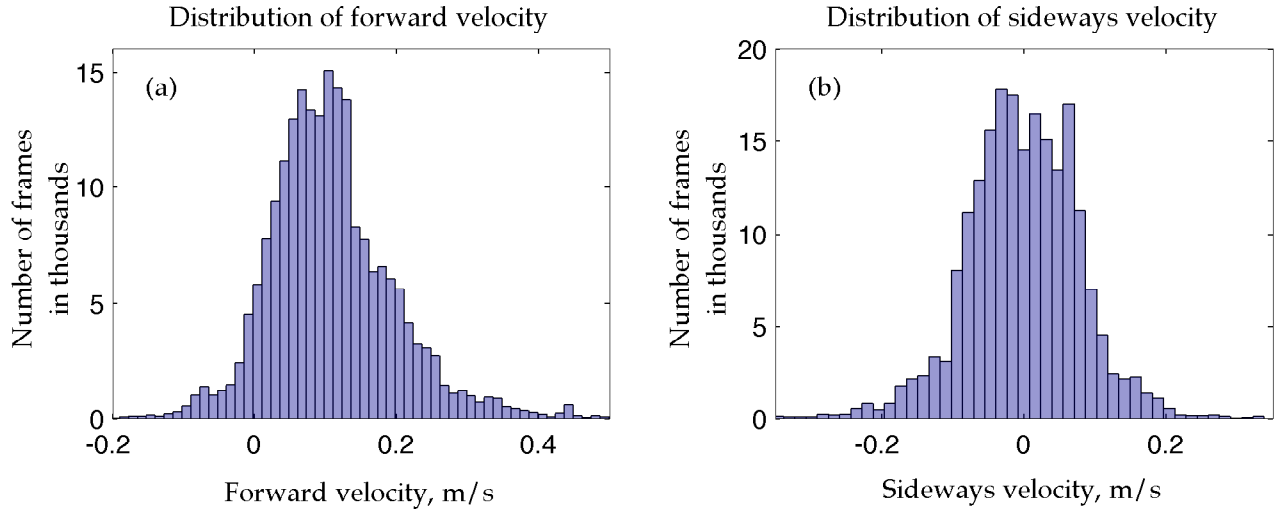 Distribution of forward velocity
(a)
15
10
5
0
-0.2
0
0.2
0.4
Number of frames
in thousands
Forward velocity, m/s
Distribution of sideways velocity
(b)
20
15
10
5
0
-0.2
0
0.2
Number of frames
in thousands
Sideways velocity, m/s